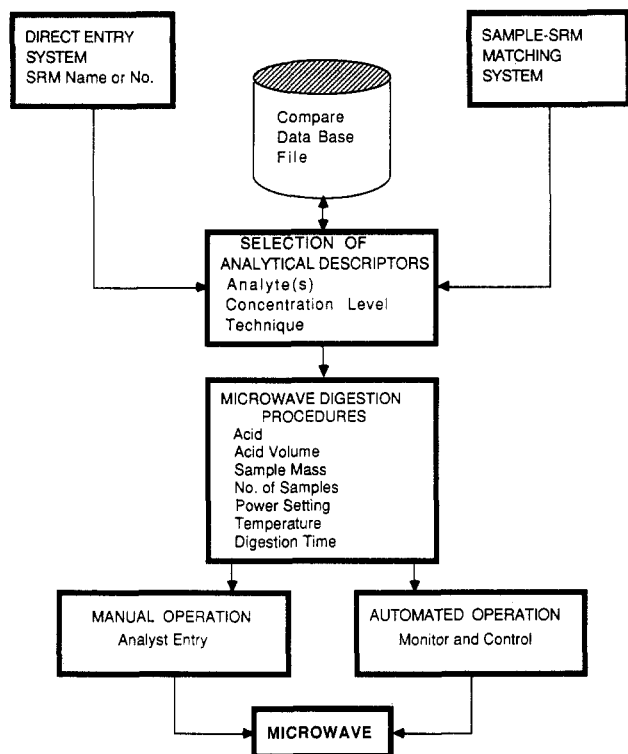 DIRECT ENTRY
SYSTEM
SRM Name or No.
SAMPLE-SRM
MATCHING
SYSTEM
Compare
Data Base
File
SELECTION OF
ANALYTICAL DESCRIPTORS
Analyte(s)
Concentration Level
Technique
MICROWAVE DIGESTION
PROCEDURES
Acid
Acid Volume
Sample Mass
No. of Samples
Power Setting
Temperature
Digestion Time
MANUAL OPERATION
Analyst Entry
AUTOMATED OPERATION
Monitor and Control
MICROWAVE